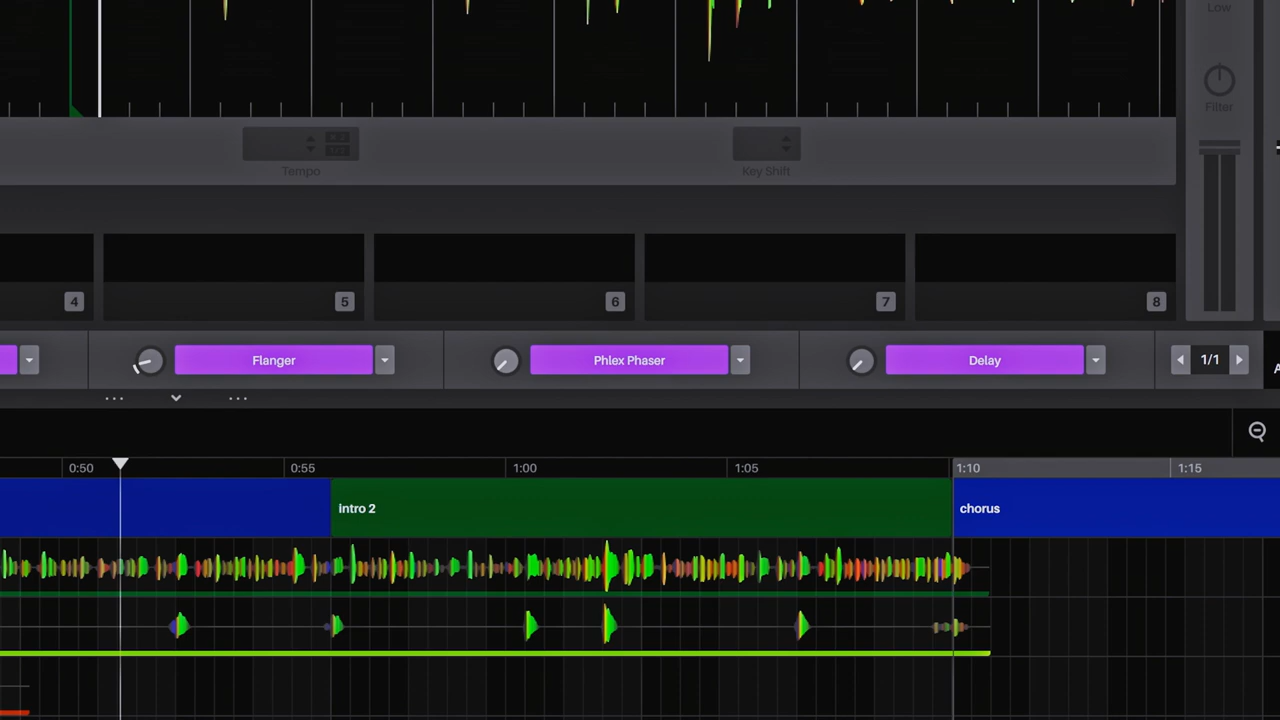 Low
Filter
Tempo
Key Shift
4
5
6
7
8
Flanger
Phlex Phaser
Delay
1/1
0:50
0:55
1:00
1:05
1:10
1:15
intro 2
chorus